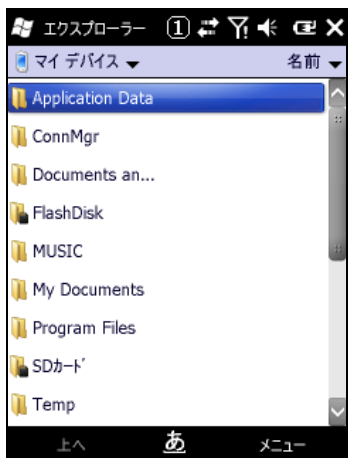 エクスプローラー ①
マイ デバイス 名前
Application Data
ConnMgr
Documents an...
FlashDisk
MUSIC
My Documents
Program Files
SDｶｰﾄﾞ
Temp
上へ あ メニュー